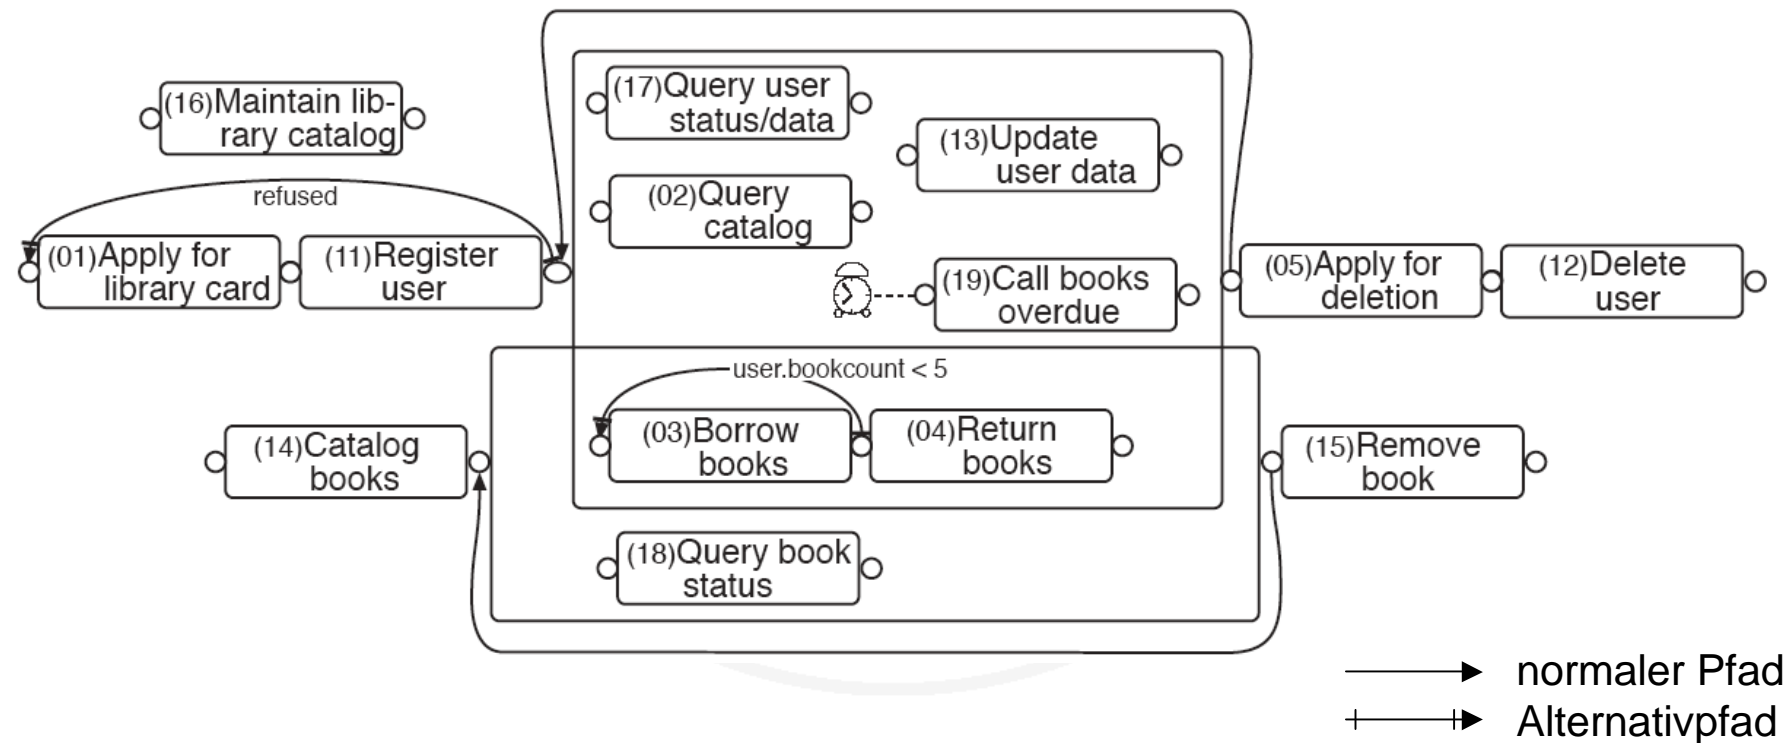 (16)Maintain lib-
rary catalog
refused
(01)Apply for
library card
(11)Register
user
(17)Query user
status/data
(13)Update
user data
(02)Query
catalog
(19)Call books
overdue
(05)Apply for
deletion
(12)Delete
user
user.bookcount < 5
(14)Catalog
books
(03)Borrow
books
(04)Return
books
(15)Remove
book
(18)Query book
status
normaler Pfad
Alternativpfad